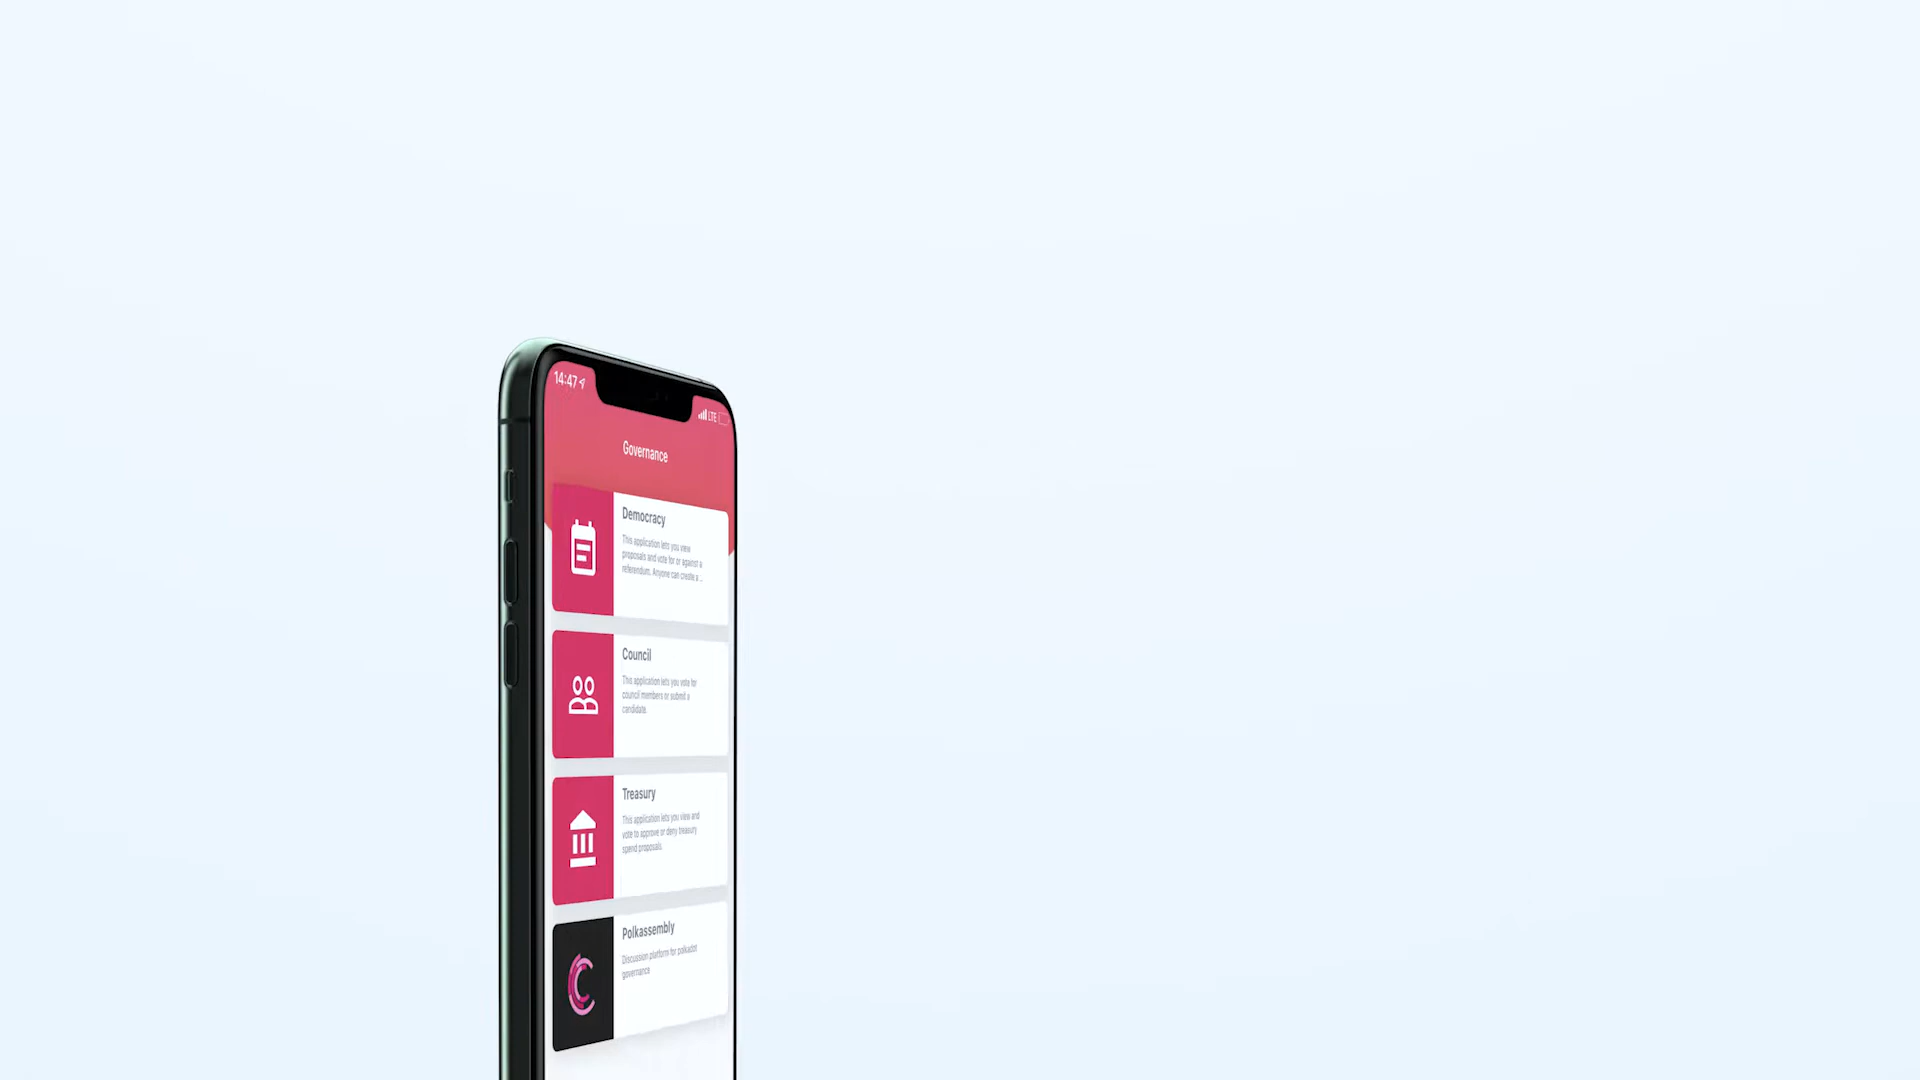 14:47
LTE
Governance
Democracy
This application lets you view
proposals and vote for or against a
referendum. Anyone can create a ...
Council
This application lets you vote for
council members or submit a
candidate.
Treasury
This application lets you view and
vote to approve or deny treasury
spend proposals.
Polkassembly
Discussion platform for polkadot
governance